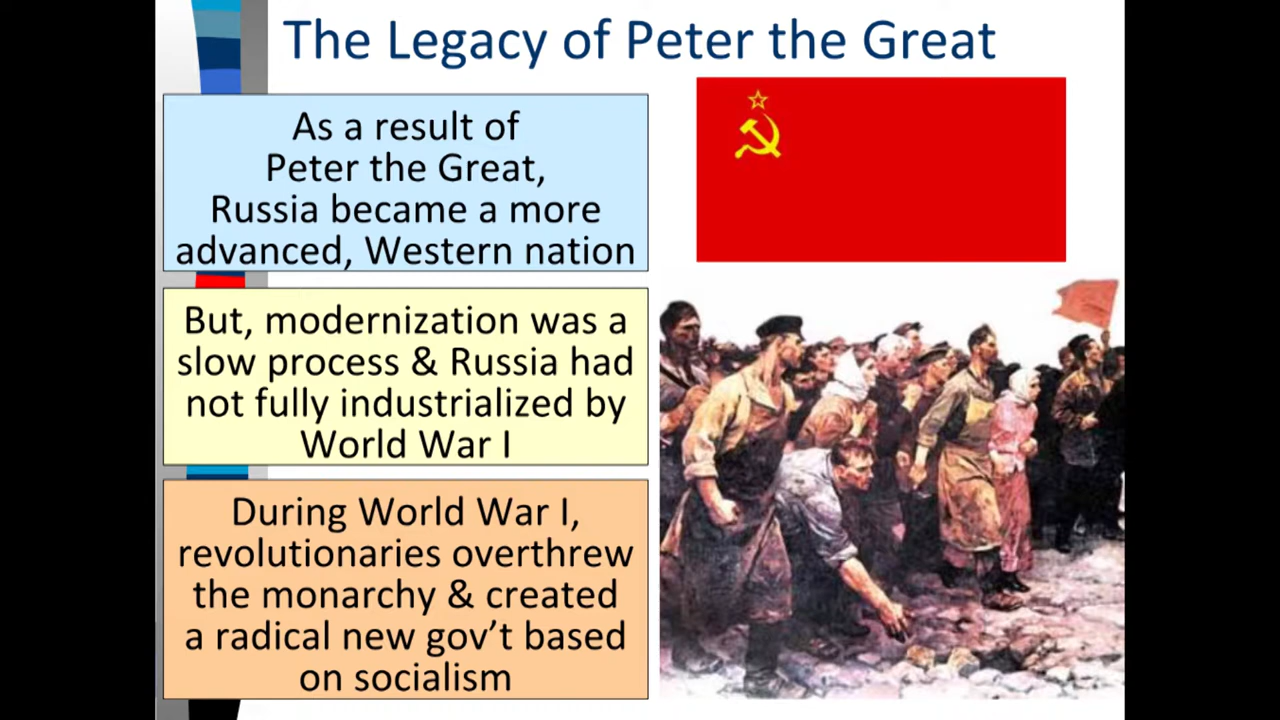 The Legacy of Peter the Great
As a result of
Peter the Great,
Russia became a more
advanced, Western nation
But, modernization was a
slow process & Russia had
not fully industrialized by
World War I
During World War I,
revolutionaries overthrew
the monarchy & created
a radical new gov’t based
on socialism